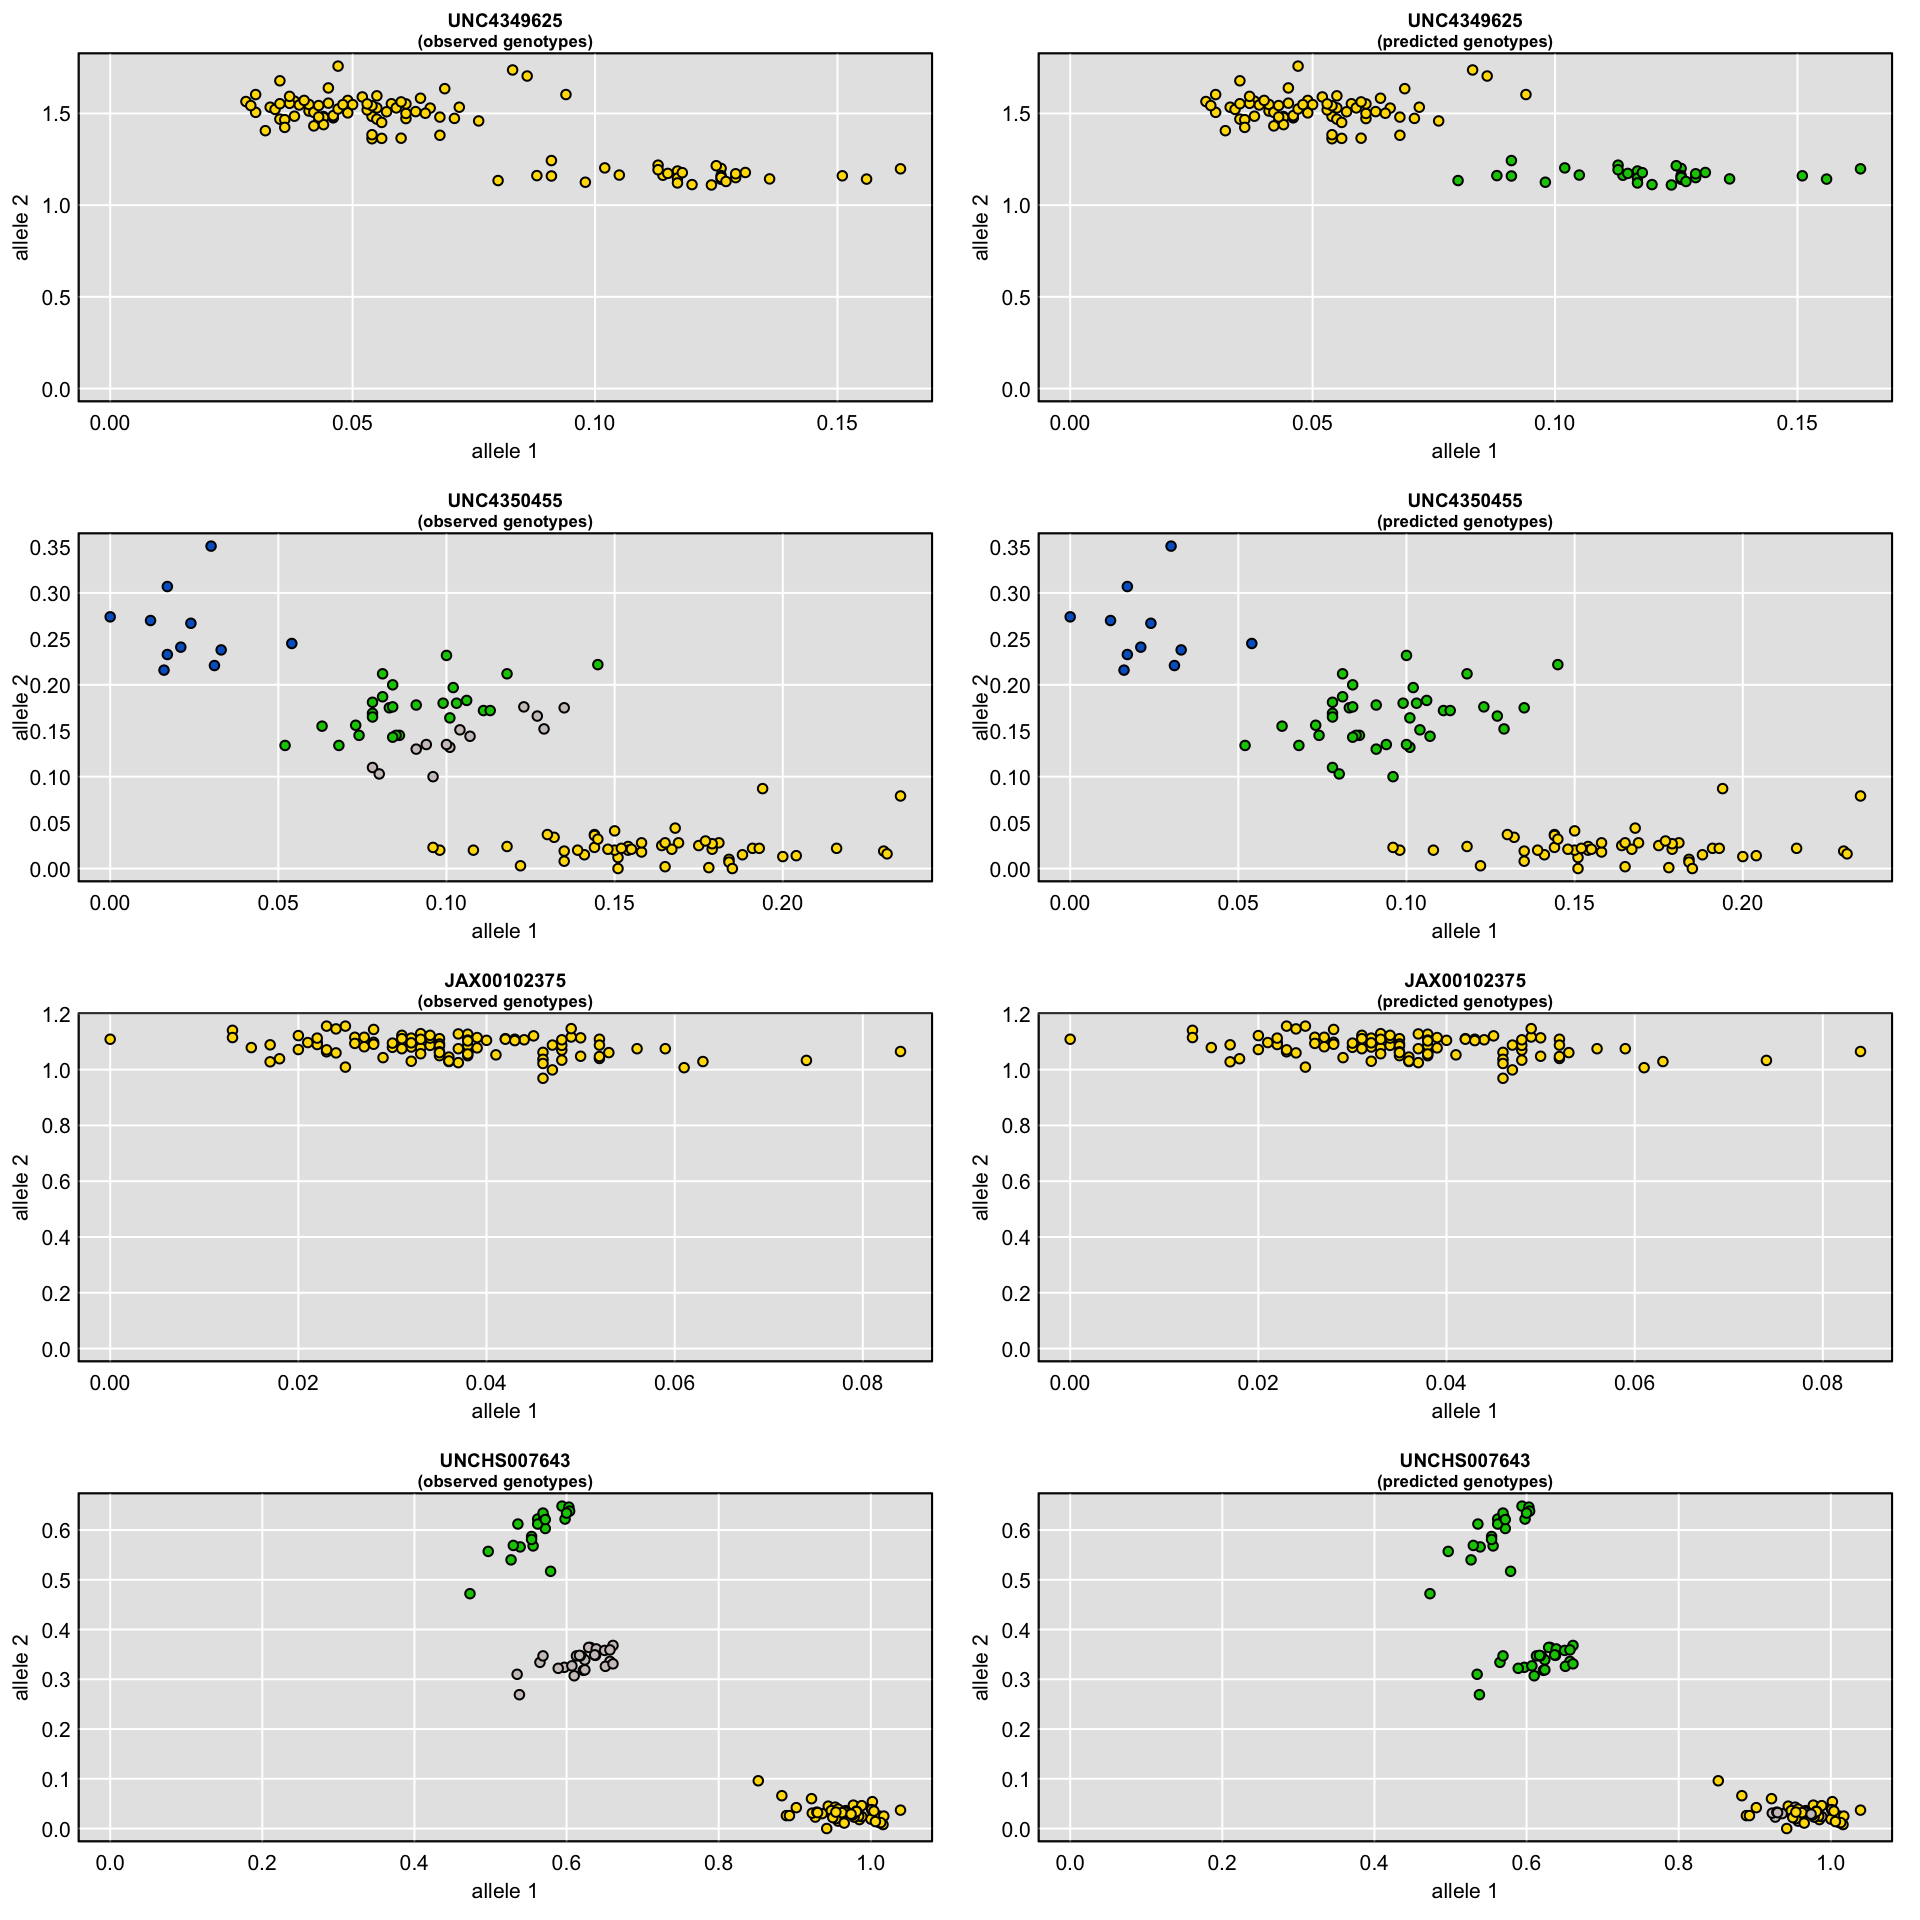 UNC4349625
(observed genotypes)
allele 2
1.5
1.0
0.5
0.0
0.00 0.05 0.10 0.15
allele 1
UNC4349625
(predicted genotypes)
allele 2
1.5
1.0
0.5
0.0
0.00 0.05 0.10 0.15
allele 1
UNC4350455
(observed genotypes)
allele 2
0.35
0.30
0.25
0.20
0.15
0.10
0.05
0.00
0.00 0.05 0.10 0.15 0.20
allele 1
UNC4350455
(predicted genotypes)
allele 2
0.35
0.30
0.25
0.20
0.15
0.10
0.05
0.00
0.00 0.05 0.10 0.15 0.20
allele 1
JAX00102375
(observed genotypes)
allele 2
1.2
1.0
0.8
0.6
0.4
0.2
0.0
0.00 0.02 0.04 0.06 0.08
allele 1
JAX00102375
(predicted genotypes)
allele 2
1.2
1.0
0.8
0.6
0.4
0.2
0.0
0.00 0.02 0.04 0.06 0.08
allele 1
UNCHS007643
(observed genotypes)
allele 2
0.6
0.5
0.4
0.3
0.2
0.1
0.0
0.0 0.2 0.4 0.6 0.8 1.0
allele 1
UNCHS007643
(predicted genotypes)
allele 2
0.6
0.5
0.4
0.3
0.2
0.1
0.0
0.0 0.2 0.4 0.6 0.8 1.0
allele 1